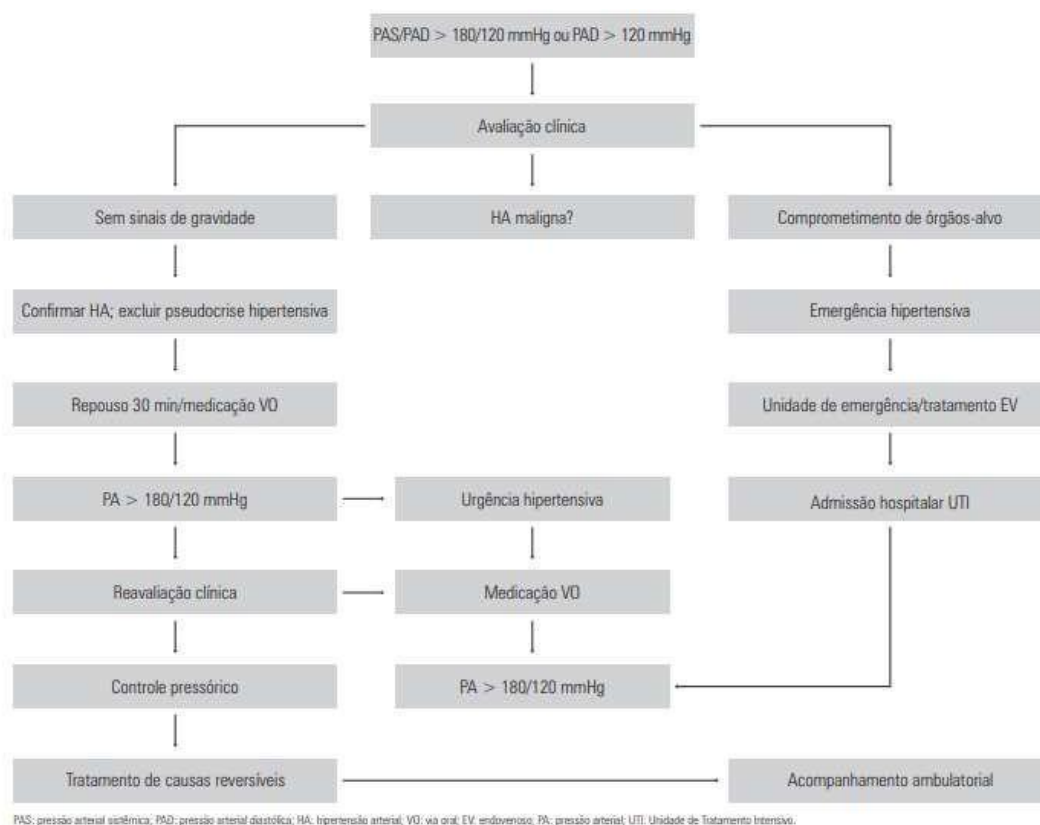 PAS/PAD > 180/120 mmHg ou PAD > 120 mmHg
Avaliação clínica
Sem sinais de gravidade
HA maligna?
Comprometimento de órgãos-alvo
Confirmar HA; excluir pseudocrise hipertensiva
Emergência hipertensiva
Repouso 30 min/medicação VO
Unidade de emergência/tratamento EV
PA > 180/120 mmHg
Urgência hipertensiva
Admissão hospitalar UTI
Reavaliação clínica
Medicação VO
Controle pressórico
PA > 180/120 mmHg
Tratamento de causas reversíveis
Acompanhamento ambulatorial
PAS: pressão arterial sistêmica; PAD: pressão arterial diastólica; HA: hipertensão arterial; VO: via oral; EV: endovenoso; PA: pressão arterial; UTI: Unidade de Tratamento Intensivo.